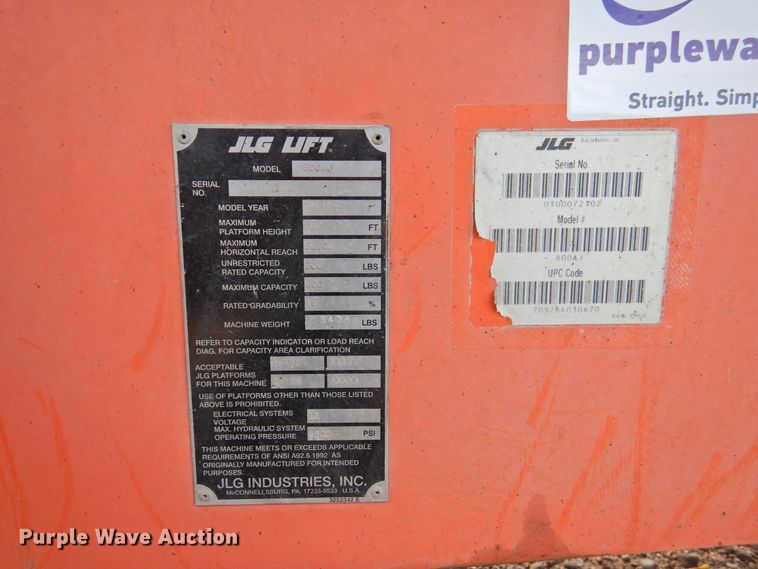 purplewa
Straight. Simp
JLG LIFT
MODEL 800AJ
SERIAL
NO.
MODEL YEAR
MAXIMUM
PLATFORM HEIGHT FT
MAXIMUM
HORIZONTAL REACH FT
UNRESTRICTED
RATED CAPACITY LBS
MAXIMUM CAPACITY LBS
RATED GRADABILITY %
MACHINE WEIGHT LBS
REFER TO CAPACITY INDICATOR OR LOAD REACH
DIAG. FOR CAPACITY AREA CLARIFICATION
ACCEPTABLE XXXXX
JLG PLATFORMS
FOR THIS MACHINE XXXXX
USE OF PLATFORMS OTHER THAN THOSE LISTED
ABOVE IS PROHIBITED.
ELECTRICAL SYSTEMS
VOLTAGE
MAX. HYDRAULIC SYSTEM
OPERATING PRESSURE PSI
THIS MACHINE MEETS OR EXCEEDS APPLICABLE
REQUIREMENTS OF ANSI A92.5 1992 AS
ORIGINALLY MANUFACTURED FOR INTENDED
PURPOSES.
JLG INDUSTRIES, INC.
McCONNELLSBURG, PA. 17233-9533 U.S.A.
JLG
Serial No.
0300072102
Model #
800AJ
UPC Code
Purple Wave Auction